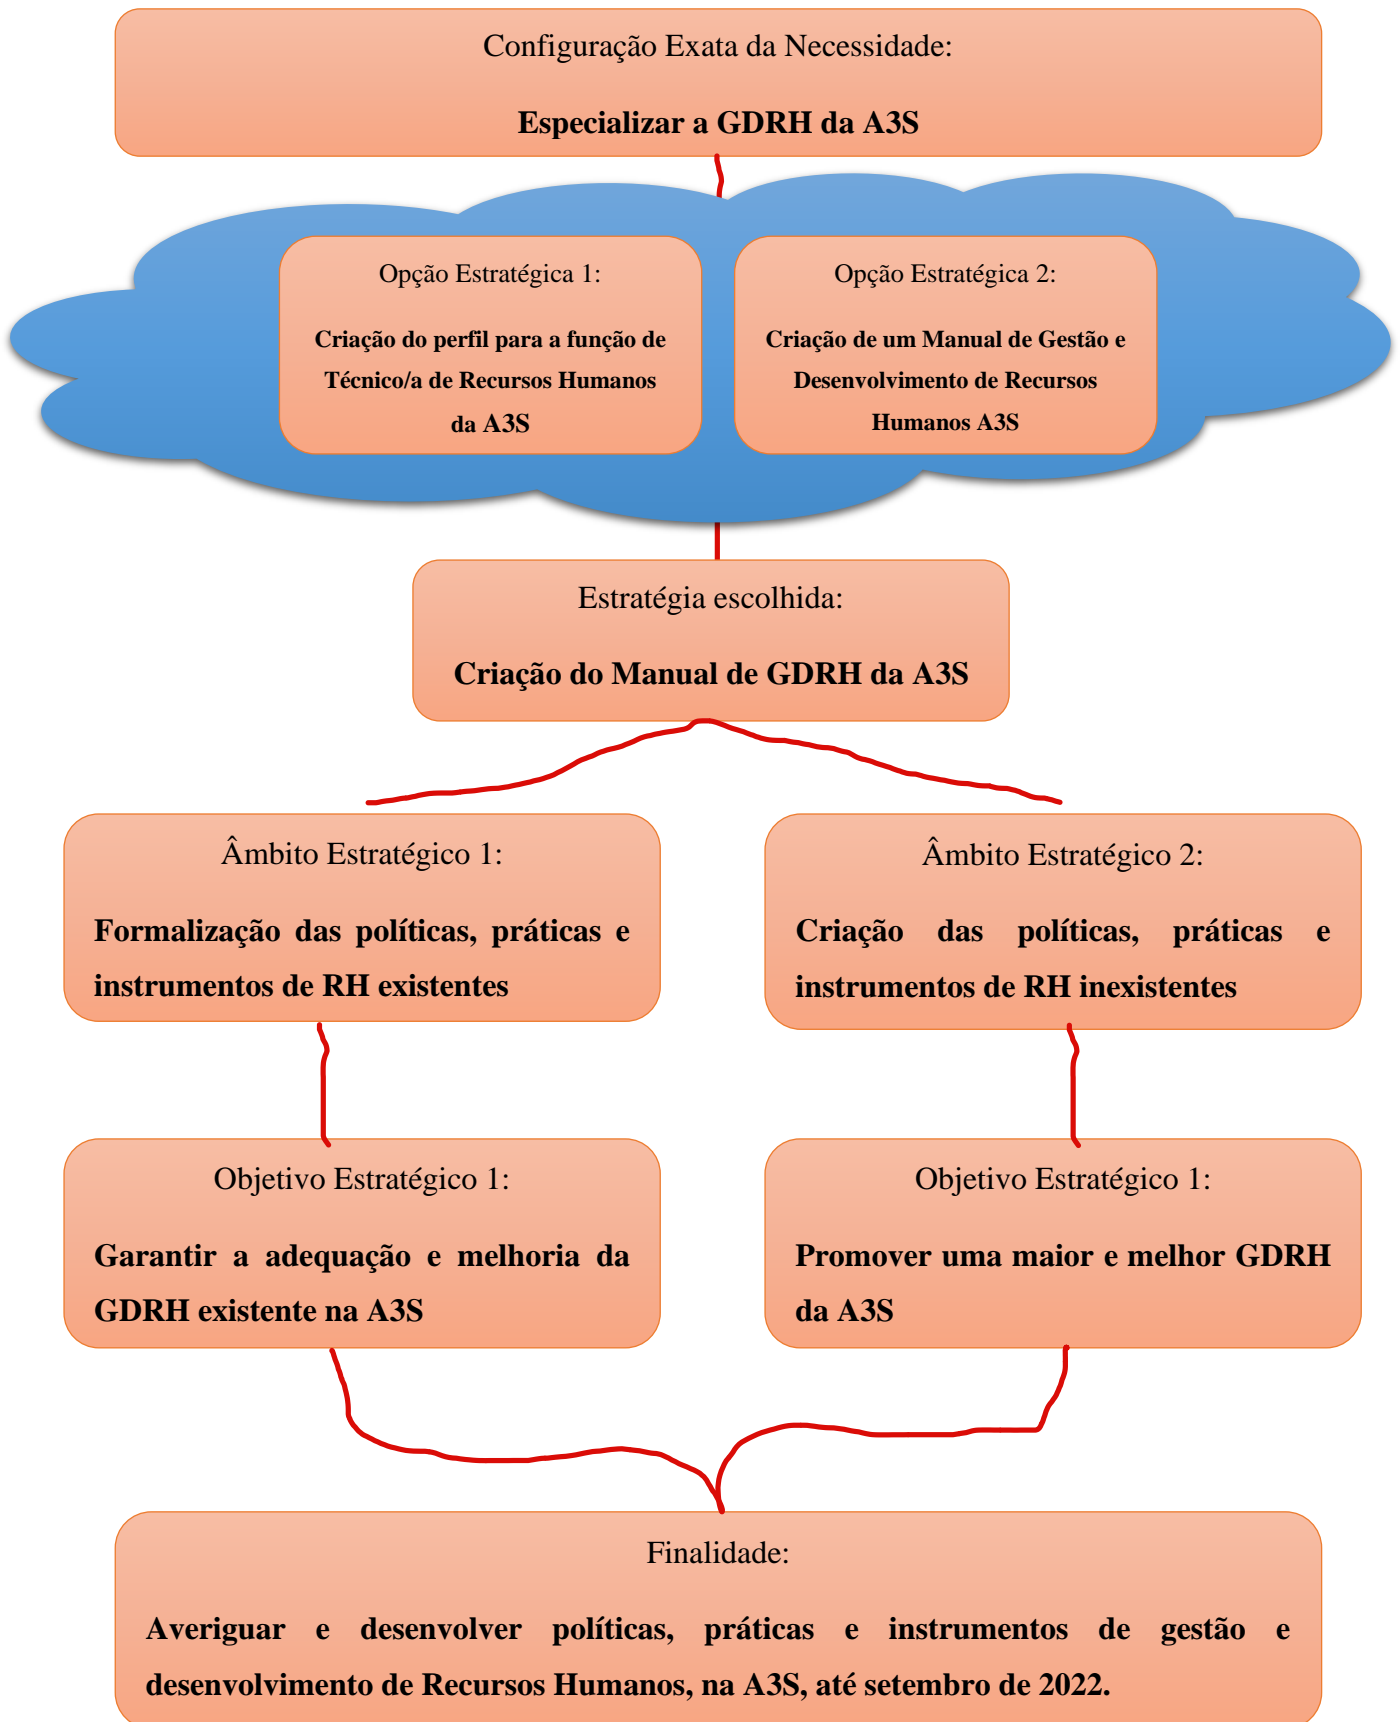 Configuração Exata da Necessidade:
Especializar a GDRH da A3S
Opção Estratégica 1:
Criação do perfil para a função de
Técnico/a de Recursos Humanos
da A3S
Opção Estratégica 2:
Criação de um Manual de Gestão e
Desenvolvimento de Recursos
Humanos A3S
Estratégia escolhida:
Criação do Manual de GDRH da A3S
Âmbito Estratégico 1:
Formalização das políticas, práticas e
instrumentos de RH existentes
Âmbito Estratégico 2:
Criação das políticas, práticas e
instrumentos de RH inexistentes
Objetivo Estratégico 1:
Garantir a adequação e melhoria da
GDRH existente na A3S
Objetivo Estratégico 1:
Promover uma maior e melhor GDRH
da A3S
Finalidade:
Averiguar e desenvolver políticas, práticas e instrumentos de gestão e
desenvolvimento de Recursos Humanos, na A3S, até setembro de 2022.